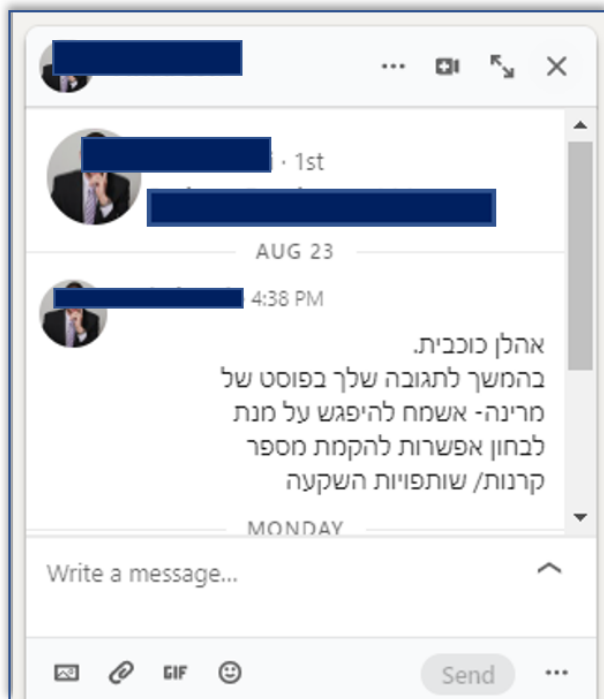 · 1st
AUG 23
4:38 PM
אהלן כוכבית.
בהמשך לתגובה שלך בפוסט של
מרינה- אשמח להיפגש על מנת
לבחון אפשרות להקמת מספר
קרנות/ שותפויות השקעה
MONDAY
Write a message...
GIF
Send